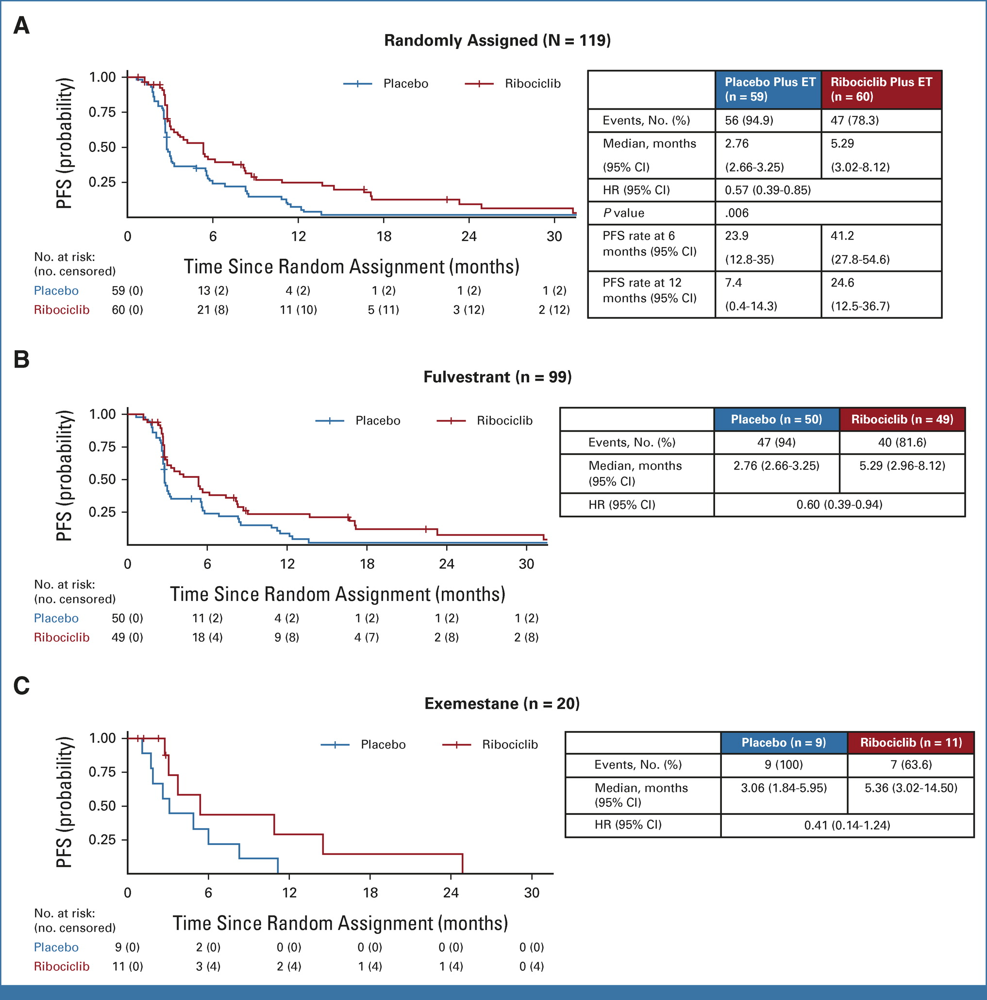 A
Randomly Assigned (N = 119)
PFS (probability)
1.00
0.75
0.50
0.25
Placebo
Ribociclib
0 6 12 18 24 30
Time Since Random Assignment (months)
No. at risk:
(no. censored)
Placebo 59 (0) 13 (2) 4 (2) 1 (2) 1 (2) 1 (2)
Ribociclib 60 (0) 21 (8) 11 (10) 5 (11) 3 (12) 2 (12)
Placebo Plus ET
(n = 59)
Ribociclib Plus ET
(n = 60)
Events, No. (%) 56 (94.9) 47 (78.3)
Median, months 2.76 5.29
(95% CI) (2.66-3.25) (3.02-8.12)
HR (95% CI) 0.57 (0.39-0.85)
P value .006
PFS rate at 6
months (95% CI)
23.9
(12.8-35)
41.2
(27.8-54.6)
PFS rate at 12
months (95% CI)
7.4
(0.4-14.3)
24.6
(12.5-36.7)
B
Fulvestrant (n = 99)
PFS (probability)
1.00
0.75
0.50
0.25
Placebo
Ribociclib
0 6 12 18 24 30
Time Since Random Assignment (months)
No. at risk:
(no. censored)
Placebo 50 (0) 11 (2) 4 (2) 1 (2) 1 (2) 1 (2)
Ribociclib 49 (0) 18 (4) 9 (8) 4 (7) 2 (8) 2 (8)
Placebo (n = 50) Ribociclib (n = 49)
Events, No. (%) 47 (94) 40 (81.6)
Median, months 2.76 (2.66-3.25) 5.29 (2.96-8.12)
(95% CI)
HR (95% CI) 0.60 (0.39-0.94)
C
Exemestane (n = 20)
PFS (probability)
1.00
0.75
0.50
0.25
Placebo
Ribociclib
0 6 12 18 24 30
Time Since Random Assignment (months)
No. at risk:
(no. censored)
Placebo 9 (0) 2 (0) 0 (0) 0 (0) 0 (0) 0 (0)
Ribociclib 11 (0) 3 (4) 2 (4) 1 (4) 1 (4) 0 (4)
Placebo (n = 9) Ribociclib (n = 11)
Events, No. (%) 9 (100) 7 (63.6)
Median, months 3.06 (1.84-5.95) 5.36 (3.02-14.50)
(95% CI)
HR (95% CI) 0.41 (0.14-1.24)